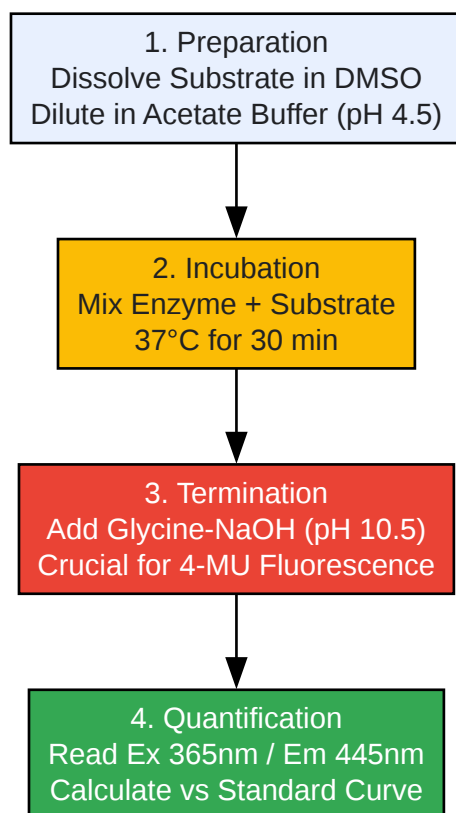 1. Preparation
Dissolve Substrate in DMSO
Dilute in Acetate Buffer (pH 4.5)
2. Incubation
Mix Enzyme + Substrate
37°C for 30 min
3. Termination
Add Glycine-NaOH (pH 10.5)
Crucial for 4-MU Fluorescence
4. Quantification
Read Ex 365nm / Em 445nm
Calculate vs Standard Curve